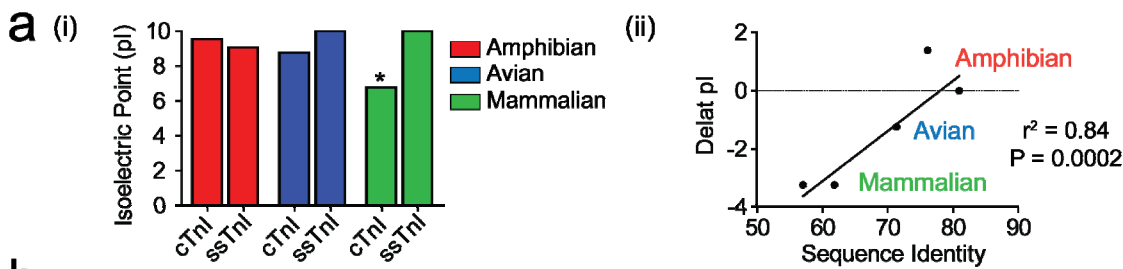 a (i)
Isoelectric Point (pI)
10
8
6
4
2
0
*
cTnI
ssTnI
cTnI
ssTnI
cTnI
ssTnI
Amphibian
Avian
Mammalian
(ii)
Delat pI
2
0
-2
-4
50 60 70 80 90
Sequence Identity
Amphibian
Avian
Mammalian
r² = 0.84
P = 0.0002